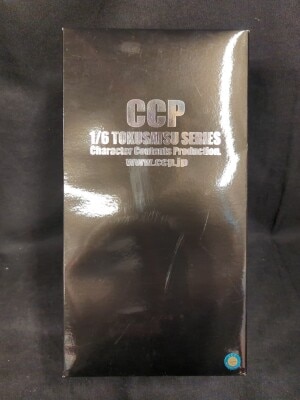 CCP
1/6 TOKUSATSU SERIES
Character Contents Production.
www.ccp.jp